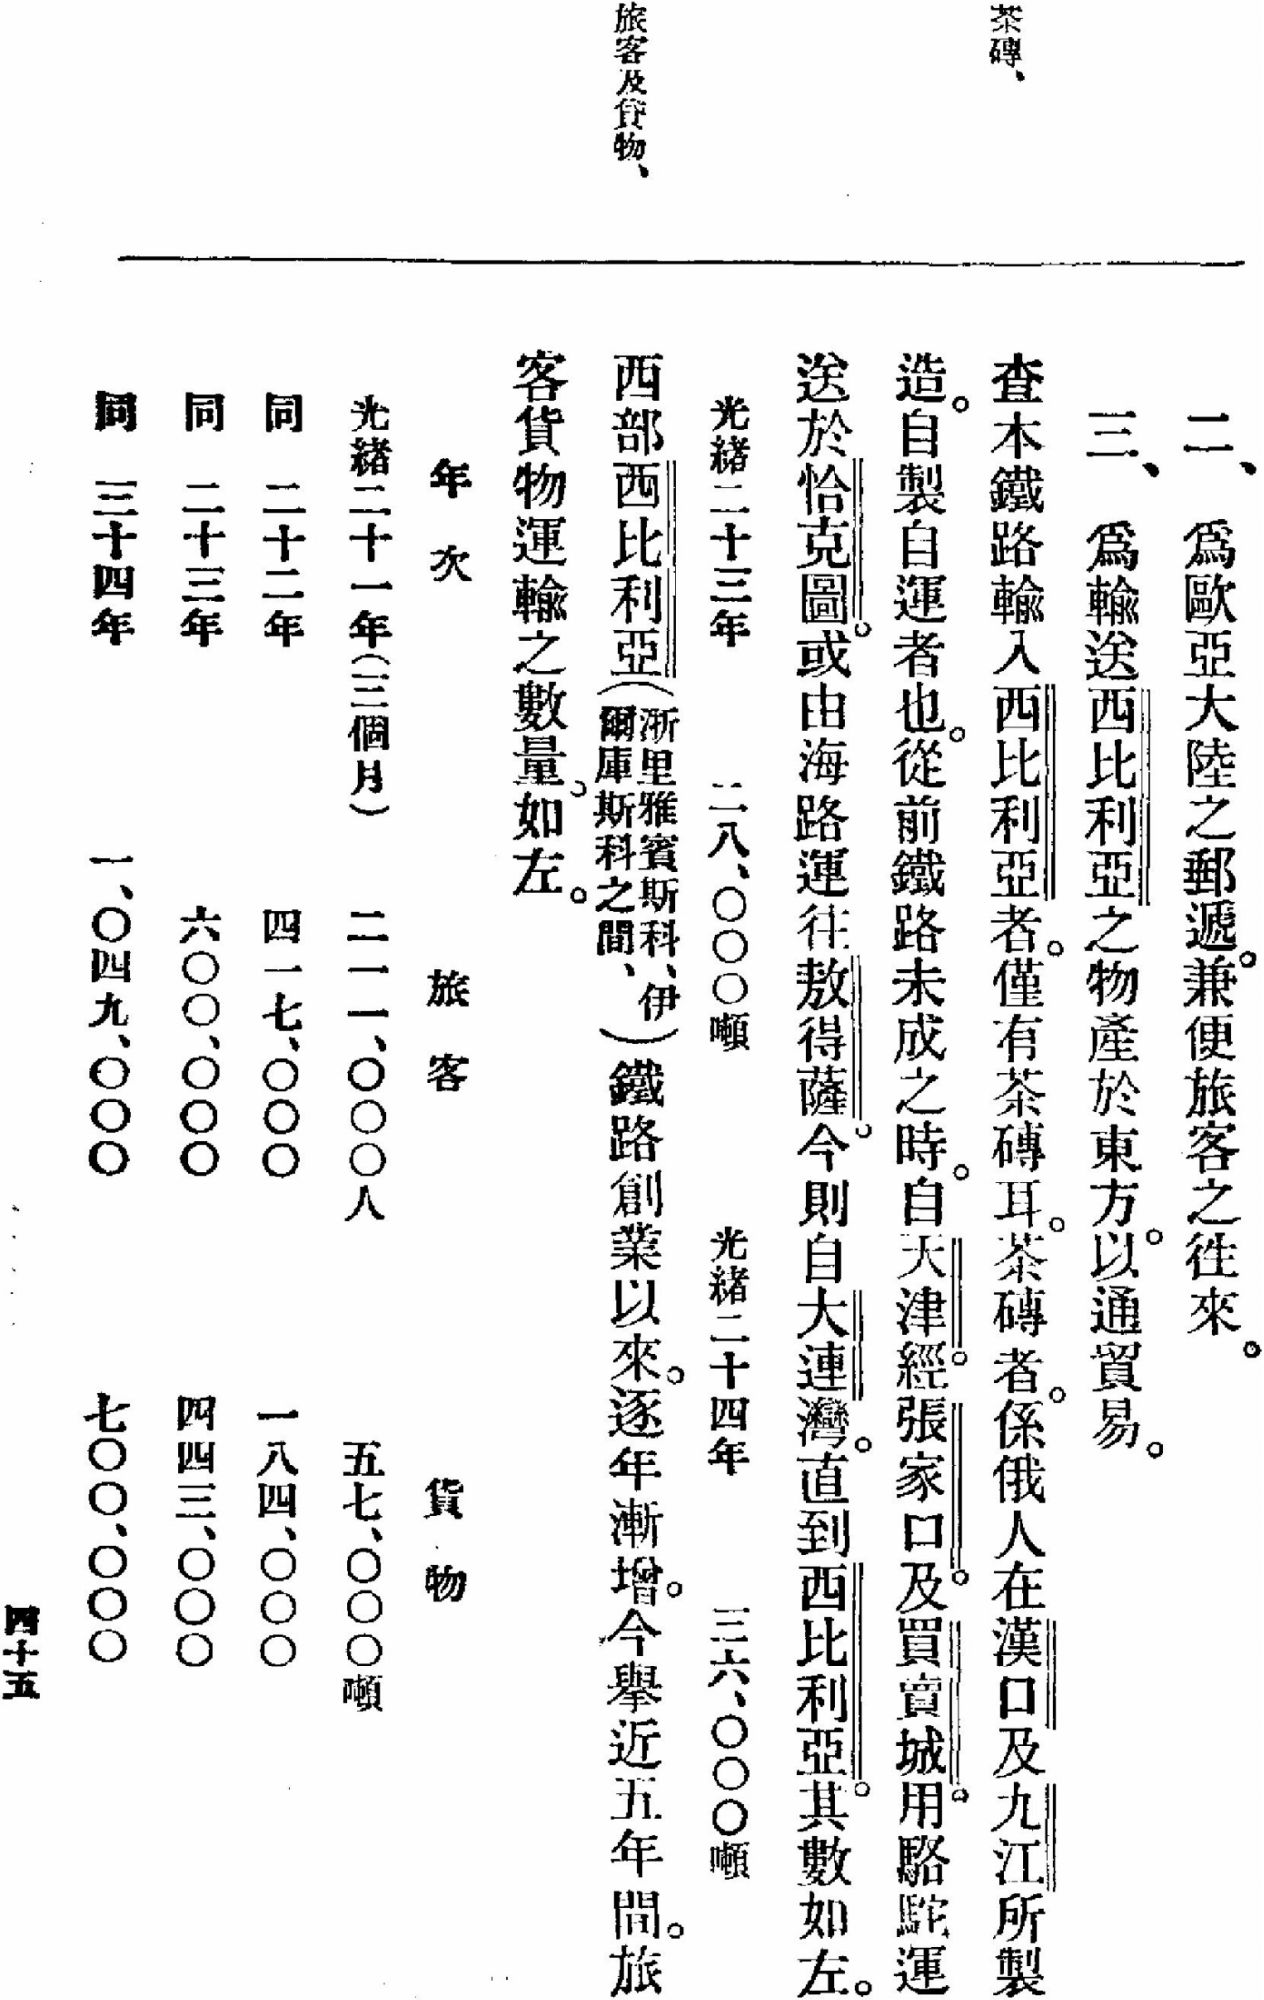 茶磚、
旅客及貨物、
二、爲歐亞大陸之郵遞。兼便旅客之往來。
三、爲輸送西比利亞之物產於東方。以通貿易。
査本鐵路輸入西比利亞者。僅有茶磚耳。茶磚者。係俄人在漢口及九江所製
造。自製自運者也。從前鐵路未成之時。自天津經。張家口及。買賣城。用駱駝運
送於恰克圖。或由海路運往敖得薩。今則自大連灣。直到西比利亞。其數如左。
光緒二十三年 二八、〇〇〇噸 光緒二十四年 三六、〇〇〇噸
西部西比利亞(漸里雅賓斯科、伊爾庫斯科之間、)鐵路創業以來。逐年漸增。今舉近五年間。旅
客貨物運輸之數量。如左。
年次 旅客 貨物
光緒二十一年(三個月) 二一一、〇〇〇人 五七、〇〇〇噸
同 二十二年 四一七、〇〇〇 一八四、〇〇〇
同 二十三年 六〇〇、〇〇〇 四四三、〇〇〇
同 二十四年 一、〇四九、〇〇〇 七〇〇、〇〇〇
四十五